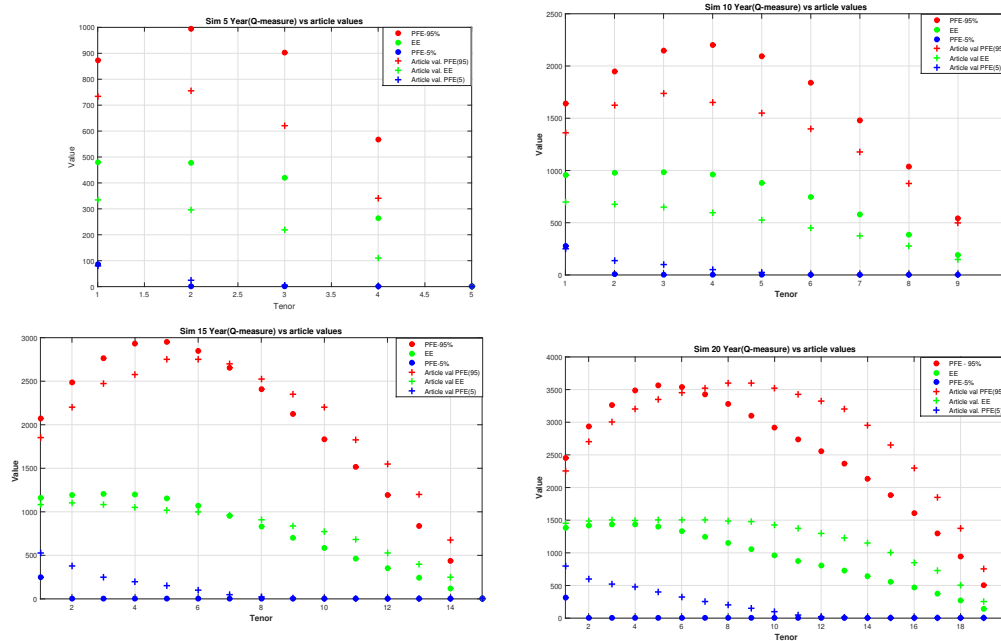 Sim 5 Year(Q-measure) vs article values
PFE-95%
EE
PFE-5%
Article val. PFE(95)
Article val. EE
Article val. PFE(5)
1000
900
800
700
600
500
400
300
200
100
0
Value
1 1.5 2 2.5 3 3.5 4 4.5 5
Tenor
Sim 10 Year(Q-measure) vs article values
PFE-95%
EE
PFE-5%
Article val. PFE(95)
Article val. EE
Article val. PFE(5)
2500
2000
1500
1000
500
0
Value
1 2 3 4 5 6 7 8 9
Tenor
Sim 15 Year(Q-measure) vs article values
PFE-95%
EE
PFE-5%
Article val. PFE(95)
Article val EE
Article val PFE(5)
3000
2500
2000
1500
1000
500
0
Value
2 4 6 8 10 12 14
Tenor
Sim 20 Year(Q-measure) vs article values
PFE - 95%
EE
PFE-5%
Article val. PFE(95
Article val. EE
Article val. PFE(5)
4000
3500
3000
2500
2000
1500
1000
500
0
Value
2 4 6 8 10 12 14 16 18
Tenor